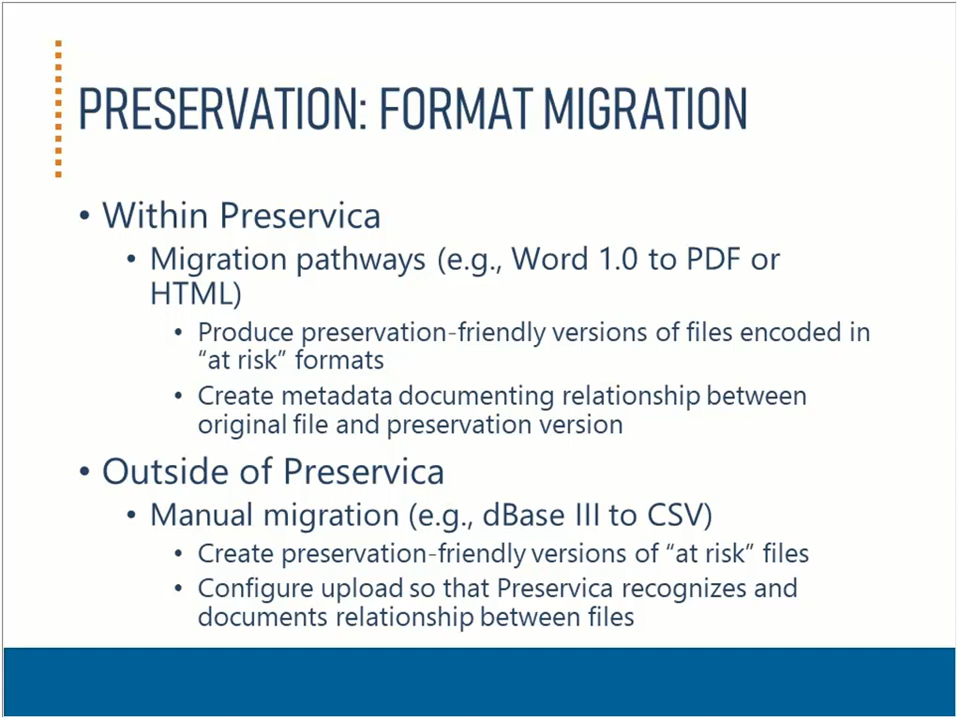 PRESERVATION: FORMAT MIGRATION
• Within Preservica
• Migration pathways (e.g., Word 1.0 to PDF or
HTML)
• Produce preservation-friendly versions of files encoded in
“at risk” formats
• Create metadata documenting relationship between
original file and preservation version
• Outside of Preservica
• Manual migration (e.g., dBase III to CSV)
• Create preservation-friendly versions of “at risk” files
• Configure upload so that Preservica recognizes and
documents relationship between files